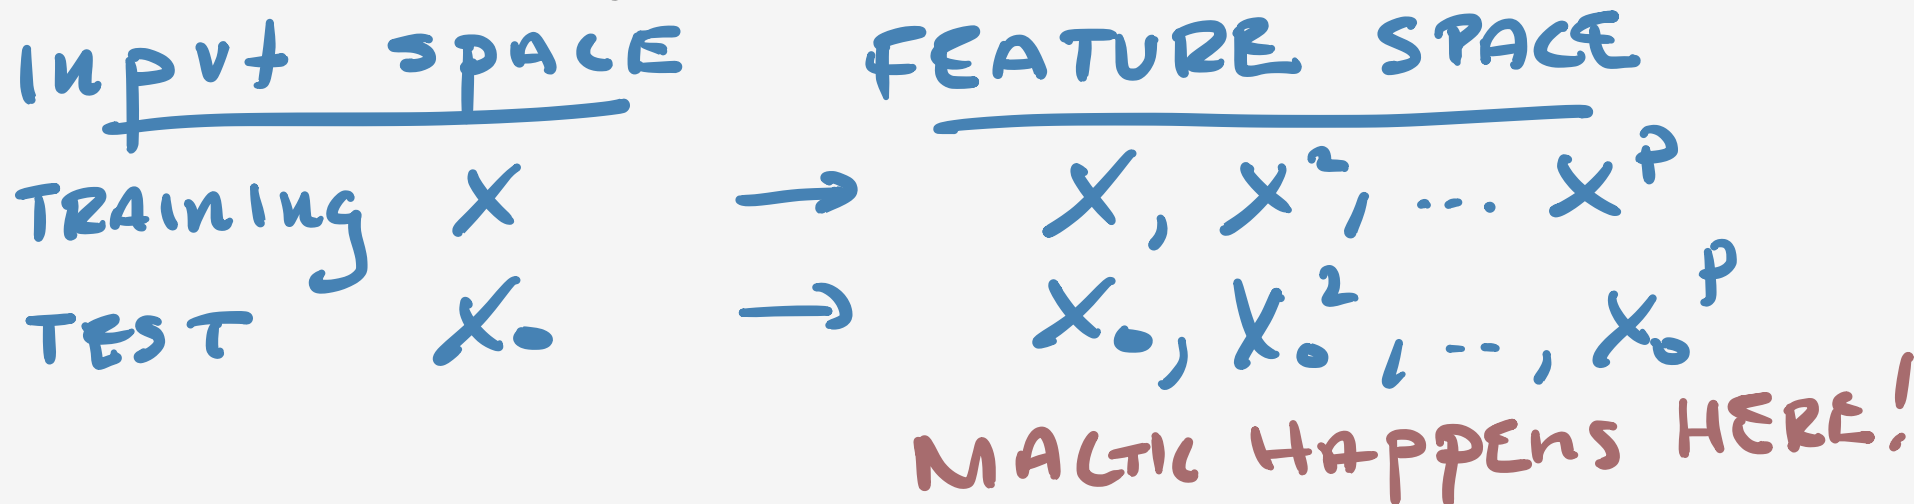 Input space FEATURE SPACE
TRAINING X → X, X², ... X^p
TEST X₀ → X₀, X₀², ..., X₀^p
MAGIC HAPPENS HERE!